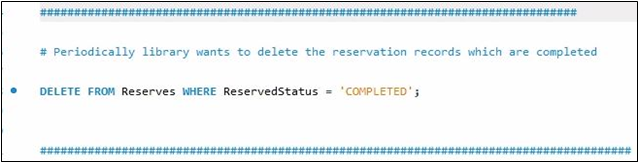 ################################################################################
# Periodically library wants to delete the reservation records which are completed
DELETE FROM Reserves WHERE ReservedStatus = 'COMPLETED';
########################################################################################